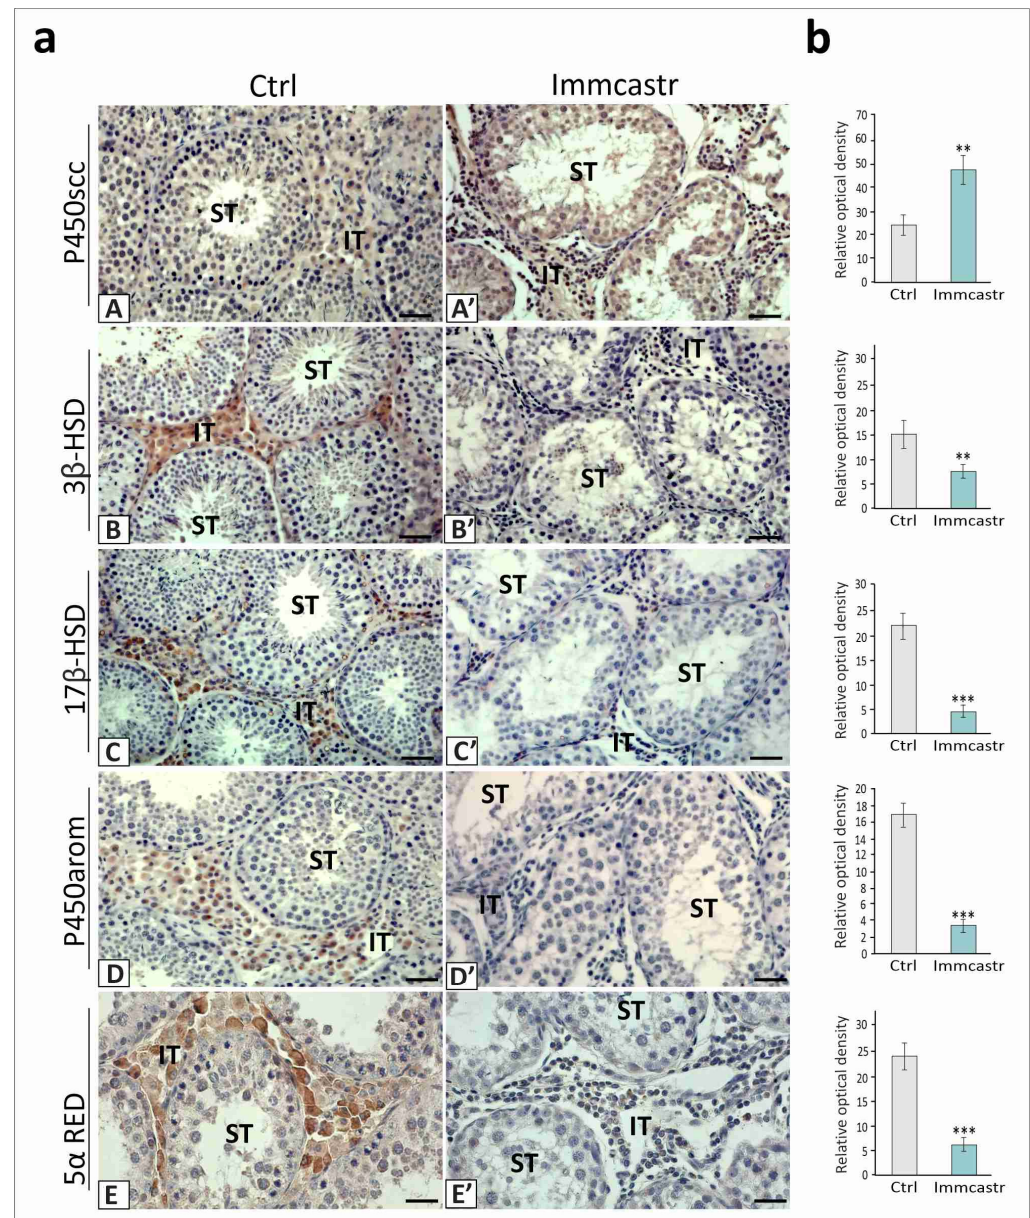 a
b
Ctrl
Immcastr
P450scc
ST
IT
A
ST
IT
A’
Relative optical density
70
60
50
40
30
20
10
0
**
Ctrl
Immcastr
3β-HSD
ST
IT
ST
B
IT
ST
B’
Relative optical density
30
25
20
15
10
5
0
**
Ctrl
Immcastr
17β-HSD
ST
IT
C
ST
ST
IT
C’
Relative optical density
30
25
20
15
10
5
0
***
Ctrl
Immcastr
P450arom
ST
IT
D
ST
IT
ST
D’
Relative optical density
20
18
16
14
12
10
8
6
4
2
0
***
Ctrl
Immcastr
5α RED
IT
ST
E
ST
IT
ST
E’
Relative optical density
30
25
20
15
10
5
0
***
Ctrl
Immcastr